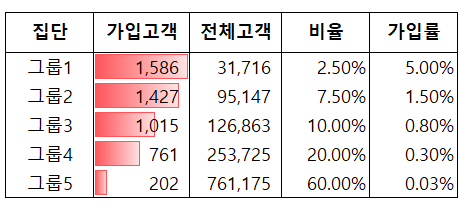 집단 가입고객 전체고객 비율 가입률
그룹1 1,586 31,716 2.50% 5.00%
그룹2 1,427 95,147 7.50% 1.50%
그룹3 1,015 126,863 10.00% 0.80%
그룹4 761 253,725 20.00% 0.30%
그룹5 202 761,175 60.00% 0.03%